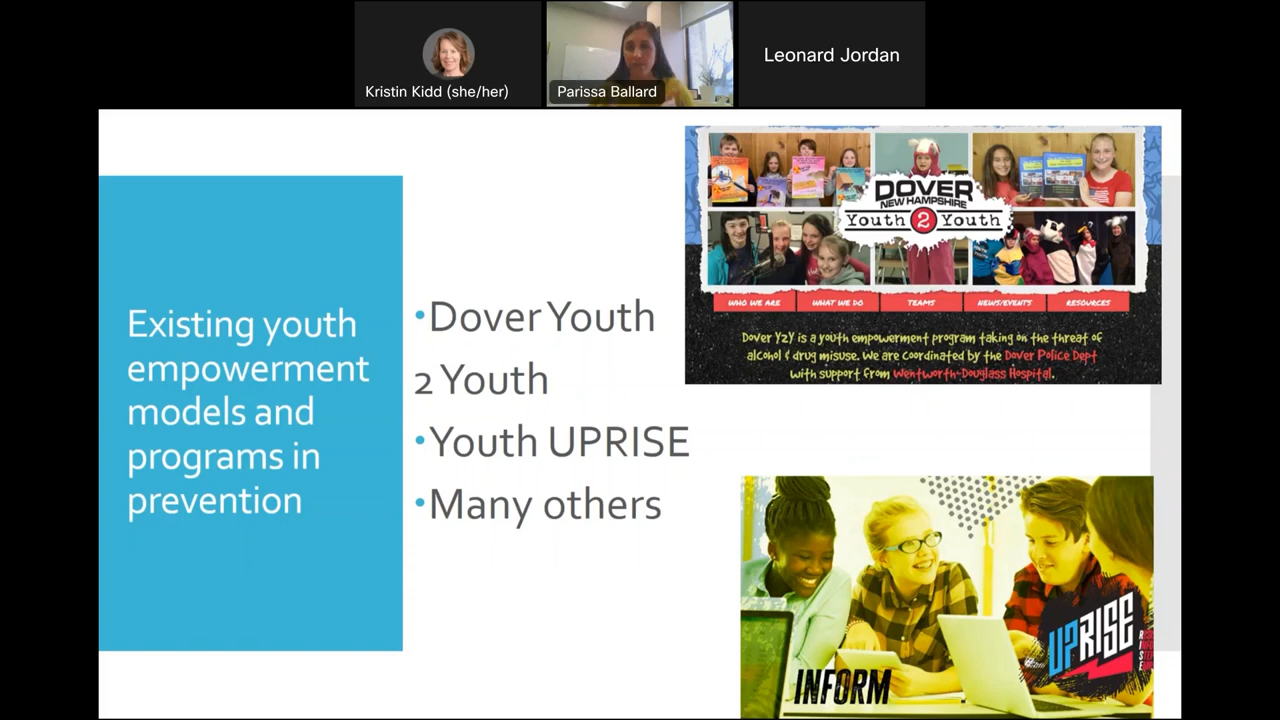 Kristin Kidd (she/her)
Parissa Ballard
Leonard Jordan
Existing youth
empowerment
models and
programs in
prevention
•Dover Youth
2 Youth
•Youth UPRISE
•Many others
DOVER
NEW HAMPSHIRE
Youth 2 Youth
WHO WE ARE
WHAT WE DO
TEAMS
NEWS/EVENTS
RESOURCES
Dover Y2Y is a youth empowerment program taking on the threat of
alcohol & drug misuse. We are coordinated by the Dover Police Dept
with support from Wentworth-Douglass Hospital.
UPRISE
INFORM